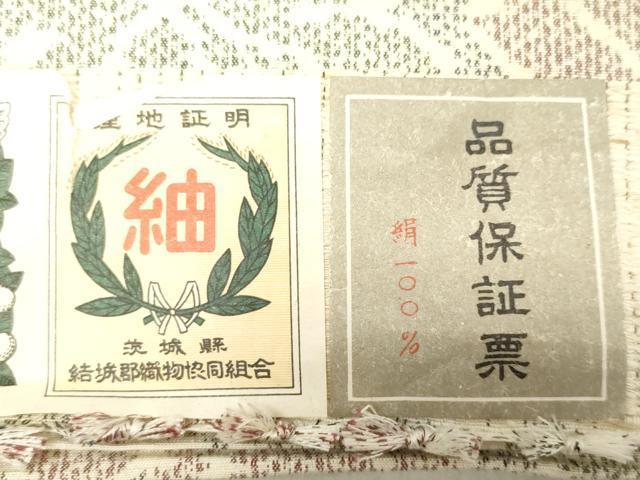 産地証明
紬
茨城縣
結城郡織物協同組合
品質保証票
絹一〇〇%